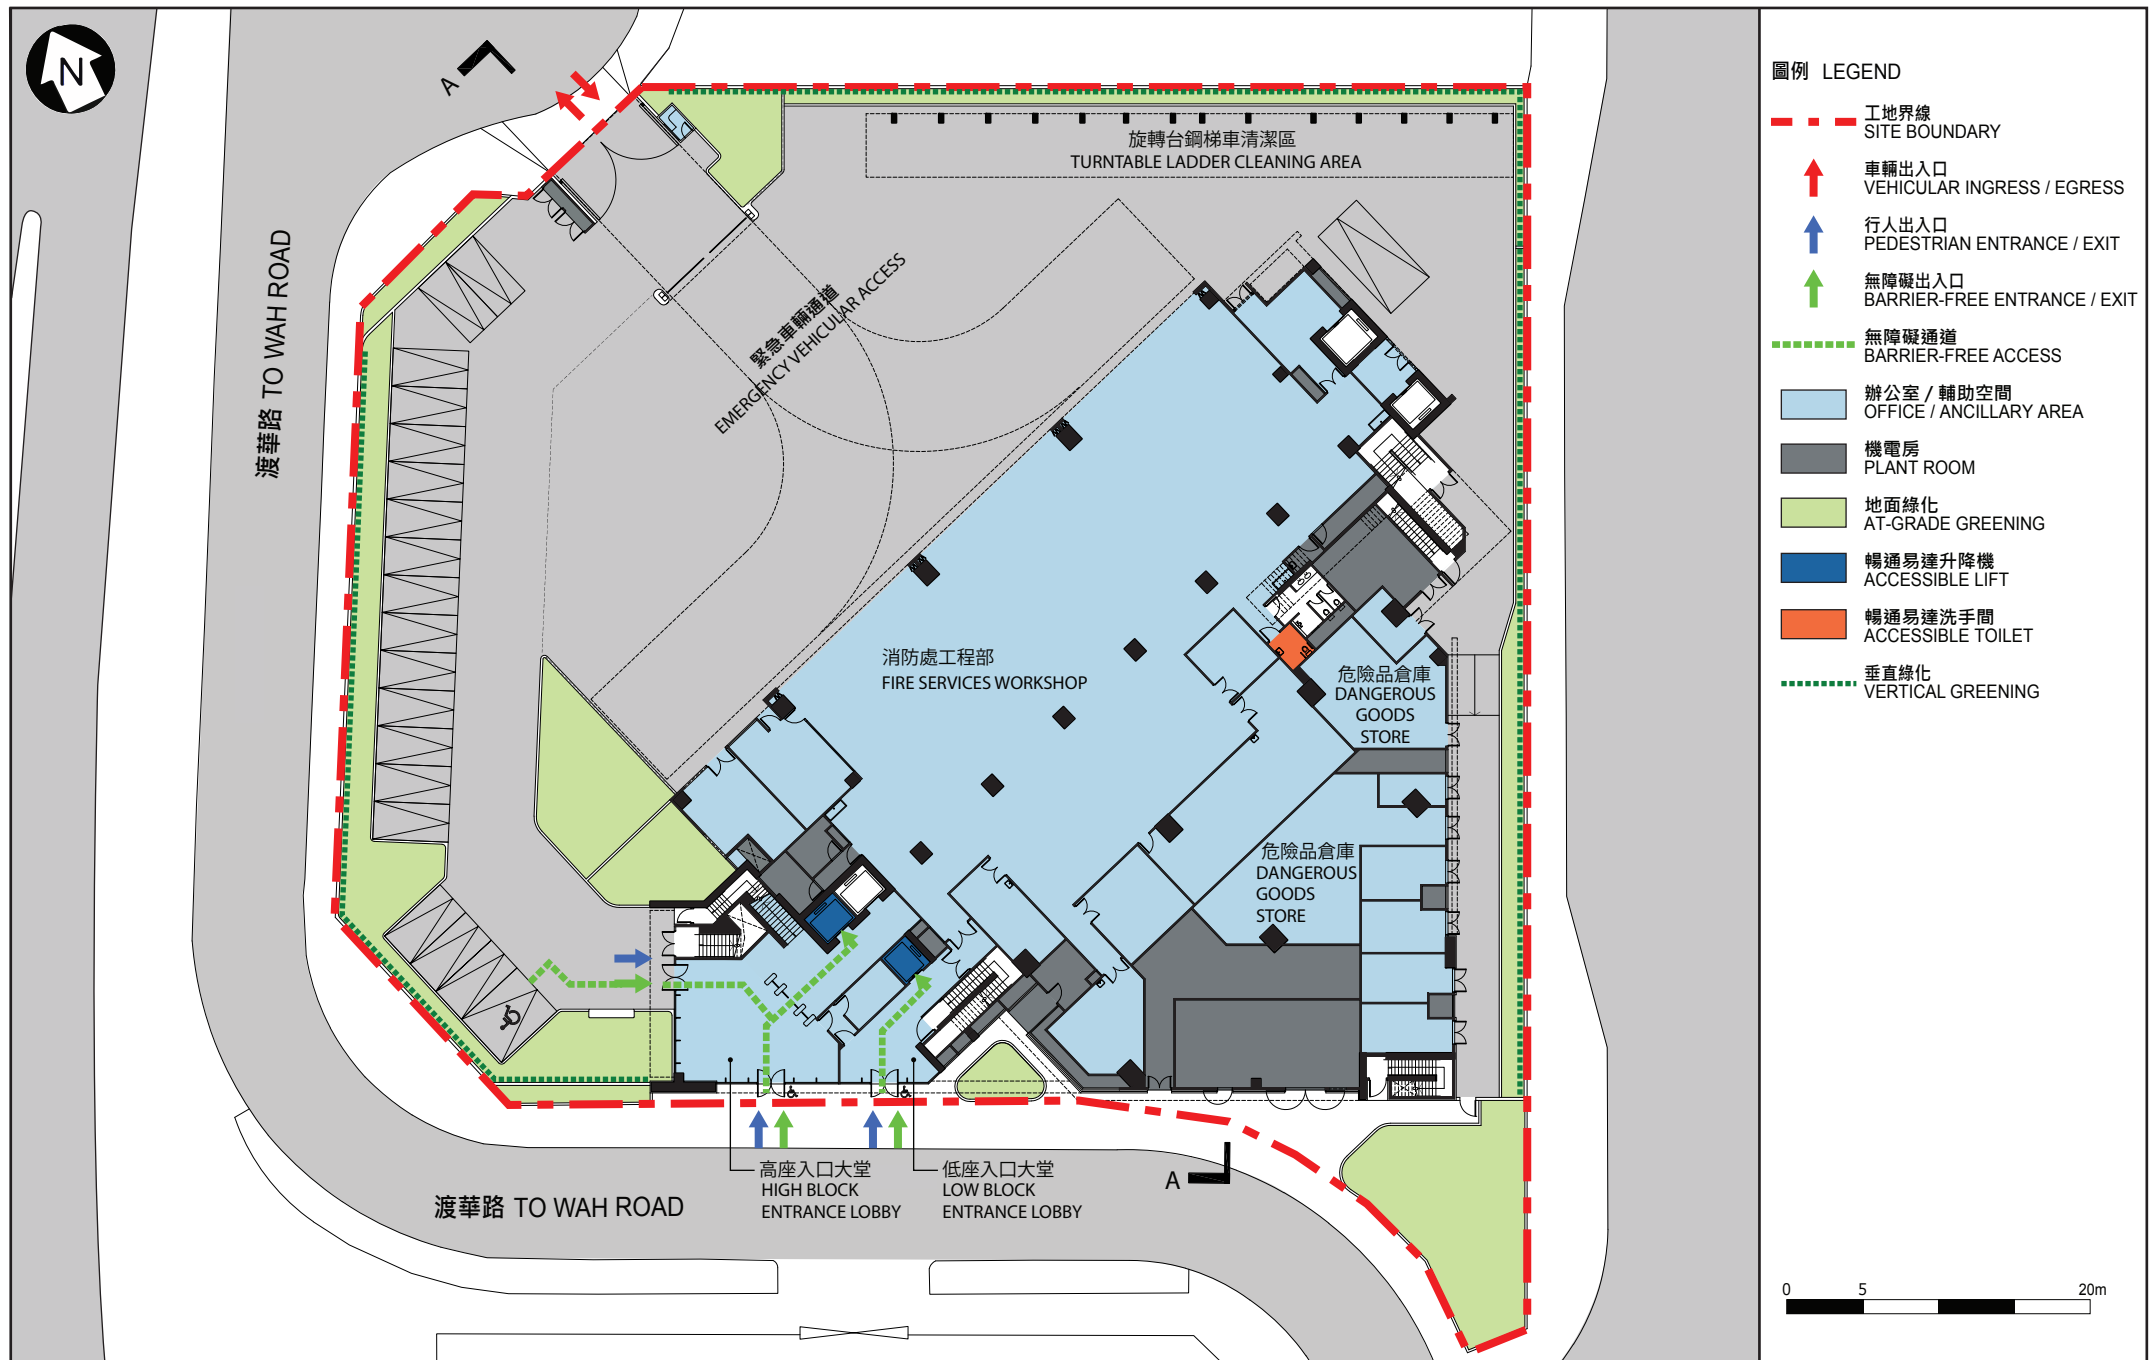 N
A
旋轉台鋼梯車清潔區
TURNTABLE LADDER CLEANING AREA
渡華路 TO WAH ROAD
緊急車輛通道
EMERGENCY VEHICULAR ACCESS
消防處工程部
FIRE SERVICES WORKSHOP
危險品倉庫
DANGEROUS
GOODS
STORE
危險品倉庫
DANGEROUS
GOODS
STORE
高座入口大堂
HIGH BLOCK
ENTRANCE LOBBY
低座入口大堂
LOW BLOCK
ENTRANCE LOBBY
A
渡華路 TO WAH ROAD
圖例 LEGEND
工地界線
SITE BOUNDARY
車輛出入口
VEHICULAR INGRESS / EGRESS
行人出入口
PEDESTRIAN ENTRANCE / EXIT
無障礙出入口
BARRIER-FREE ENTRANCE / EXIT
無障礙通道
BARRIER-FREE ACCESS
辦公室 / 輔助空間
OFFICE / ANCILLARY AREA
機電房
PLANT ROOM
地面綠化
AT-GRADE GREENING
暢通易達升降機
ACCESSIBLE LIFT
暢通易達洗手間
ACCESSIBLE TOILET
垂直綠化
VERTICAL GREENING
0 5 20m